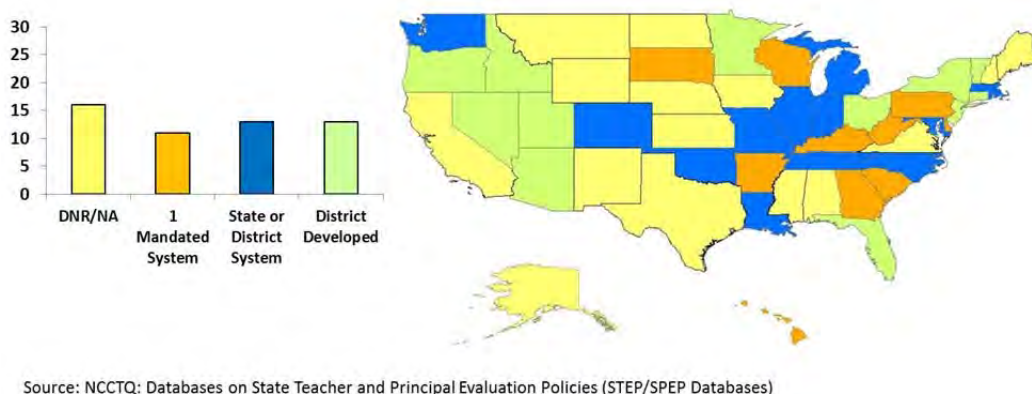 30
25
20
15
10
5
0
DNR/NA
1
Mandated
System
State or
District
System
District
Developed
Source: NCCTQ: Databases on State Teacher and Principal Evaluation Policies (STEP/SPEP Databases)